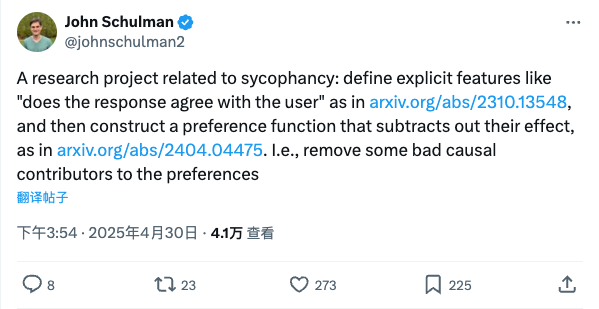 John Schulman
@johnschulman2
A research project related to sycophancy: define explicit features like
"does the response agree with the user" as in arxiv.org/abs/2310.13548,
and then construct a preference function that subtracts out their effect,
as in arxiv.org/abs/2404.04475. I.e., remove some bad causal
contributors to the preferences
翻译帖子
下午3:54 · 2025年4月30日 · 4.1万 查看
8 23 273 225